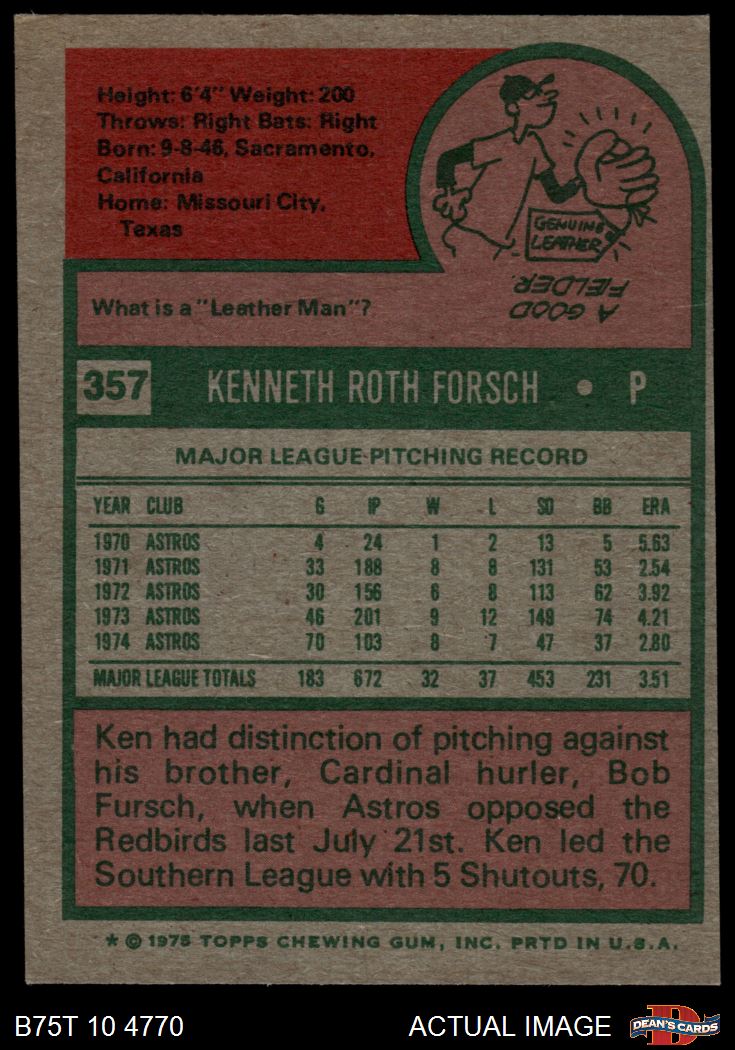 Height: 6'4" Weight: 200
Throws: Right Bats: Right
Born: 9-8-46, Sacramento,
California
Home: Missouri City,
Texas
GENUINE
LEATHER
A GOOD
FIELDER.
What is a "Leather Man"?
357 KENNETH ROTH FORSCH • P
MAJOR LEAGUE PITCHING RECORD
YEAR CLUB G IP W L SO BB ERA
1970 ASTROS 4 24 1 2 13 5 5.63
1971 ASTROS 33 188 8 8 131 53 2.54
1972 ASTROS 30 156 6 8 113 62 3.92
1973 ASTROS 46 201 9 12 149 74 4.21
1974 ASTROS 70 103 8 7 47 37 2.80
MAJOR LEAGUE TOTALS 183 672 32 37 453 231 3.51
Ken had distinction of pitching against
his brother, Cardinal hurler, Bob
Fursch, when Astros opposed the
Redbirds last July 21st. Ken led the
Southern League with 5 Shutouts, 70.
* © 1975 TOPPS CHEWING GUM, INC. PRTD IN U.S.A.
B75T 10 4770 ACTUAL IMAGE D DEAN'S CARDS